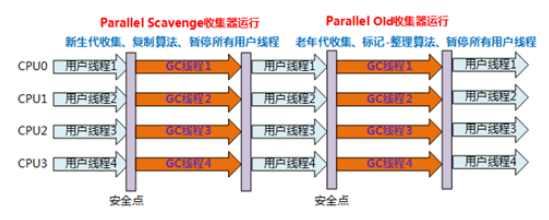 Parallel Scavenge收集器运行 Parallel Old收集器运行
新生代收集、复制算法、暂停所有用户线程 老年代收集、标记-整理算法、暂停所有用户线程
CPU0 用户线程1 GC线程1 用户线程1 GC线程1 用户线程1
CPU1 用户线程2 GC线程2 用户线程2 GC线程2 用户线程2
CPU2 用户线程3 GC线程3 用户线程3 GC线程3 用户线程3
CPU3 用户线程4 GC线程4 用户线程4 GC线程4 用户线程4
安全点 安全点